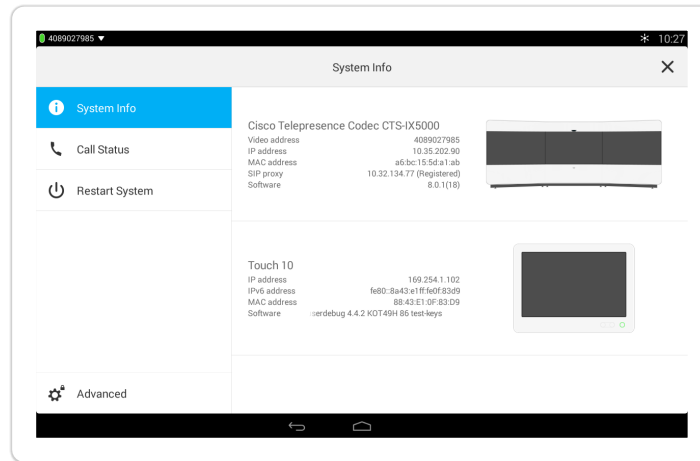 4089027985
10:27
System Info
System Info
Call Status
Restart System
Advanced
Cisco Telepresence Codec CTS-IX5000
Video address 4089027985
IP address 10.35.202.90
MAC address a6:bc:15:5d:a1:ab
SIP proxy 10.32.134.77 (Registered)
Software 8.0.1(18)
Touch 10
IP address 169.254.1.102
IPv6 address fe80::8a43:e1ff:fe0f:83d9
MAC address 88:43:E1:0F:83:D9
Software serdebug 4.4.2 KOT49H 86 test-keys